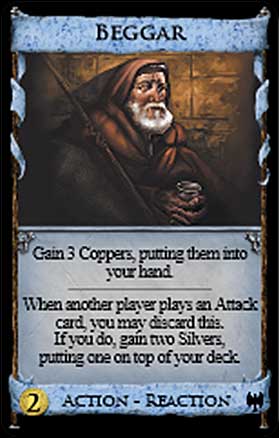 BEGGAR
Gain 3 Coppers, putting them into
your hand.
When another player plays an Attack
card, you may discard this.
If you do, gain two Silvers,
putting one on top of your deck.
2 ACTION - REACTION